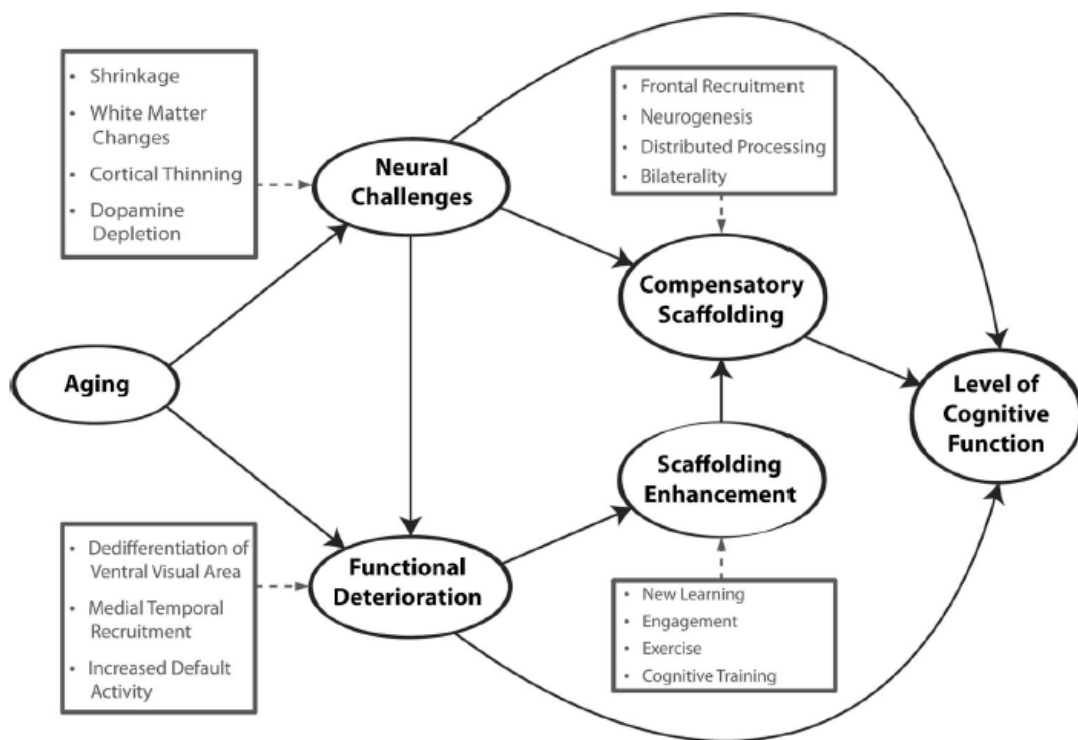 • Shrinkage
• White Matter
Changes
• Cortical Thinning
• Dopamine
Depletion
Neural
Challenges
• Frontal Recruitment
• Neurogenesis
• Distributed Processing
• Bilaterality
Compensatory
Scaffolding
Aging
Level of
Cognitive
Function
Scaffolding
Enhancement
• Dedifferentiation of
Ventral Visual Area
• Medial Temporal
Recruitment
• Increased Default
Activity
Functional
Deterioration
• New Learning
• Engagement
• Exercise
• Cognitive Training